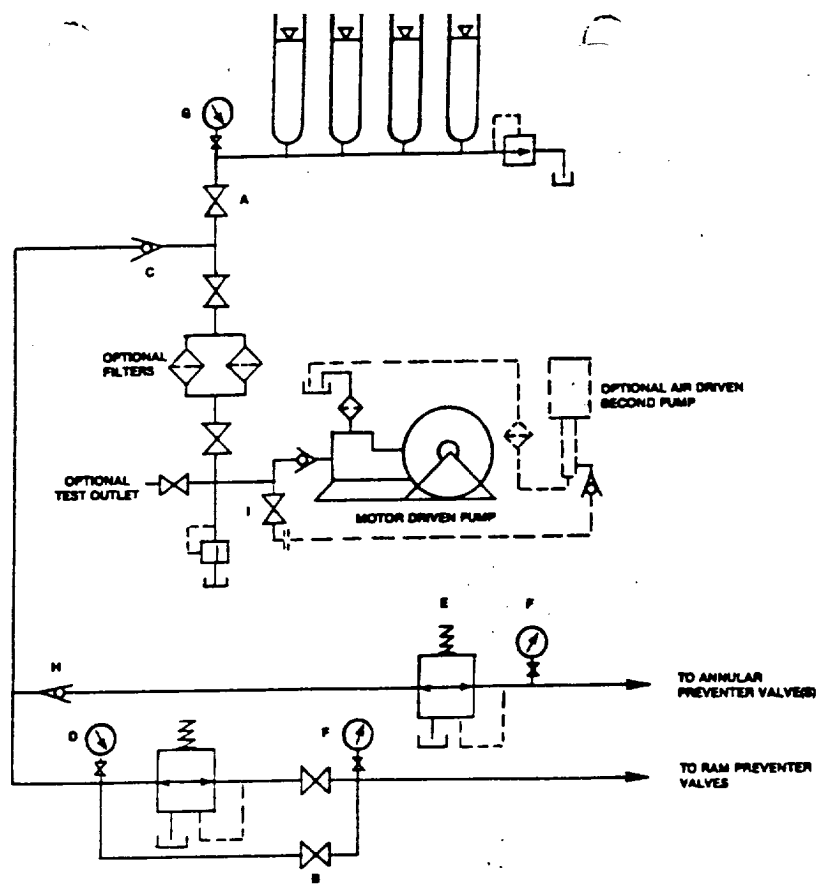 G
A
C
OPTIONAL
FILTERS
OPTIONAL AIR DRIVEN
SECOND PUMP
OPTIONAL
TEST OUTLET
I
MOTOR DRIVEN PUMP
E
F
H
TO ANNULAR
PREVENTER VALVE(S)
D
F
TO RAM PREVENTER
VALVES
B